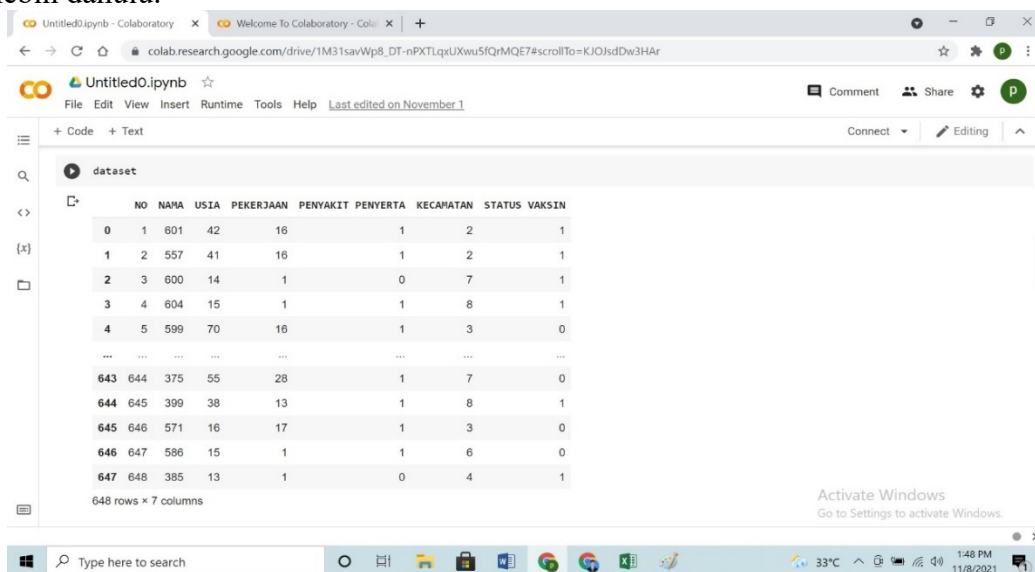 Untitled0.ipynb - Colaboratory
Welcome To Colaboratory - Colab
colab.research.google.com/drive/1M31savWp8_DT-nPXTLqxUXwu5fQrMQE7#scrollTo=KJOJsdDw3HAr
P
CO Untitled0.ipynb
Comment Share P
File Edit View Insert Runtime Tools Help Last edited on November 1
+ Code + Text Connect Editing
dataset
NO NAMA USIA PEKERJAAN PENYAKIT PENYERTA KECAMATAN STATUS VAKSIN
0 1 601 42 16 1 2 1
1 2 557 41 16 1 2 1
2 3 600 14 1 0 7 1
3 4 604 15 1 1 8 1
4 5 599 70 16 1 3 0
... ... ... ... ... ... ... ...
643 644 375 55 28 1 7 0
644 645 399 38 13 1 8 1
645 646 571 16 17 1 3 0
646 647 586 15 1 1 6 0
647 648 385 13 1 0 4 1
648 rows × 7 columns
Activate Windows
Go to Settings to activate Windows.
Type here to search
33°C
1:48 PM
11/8/2021